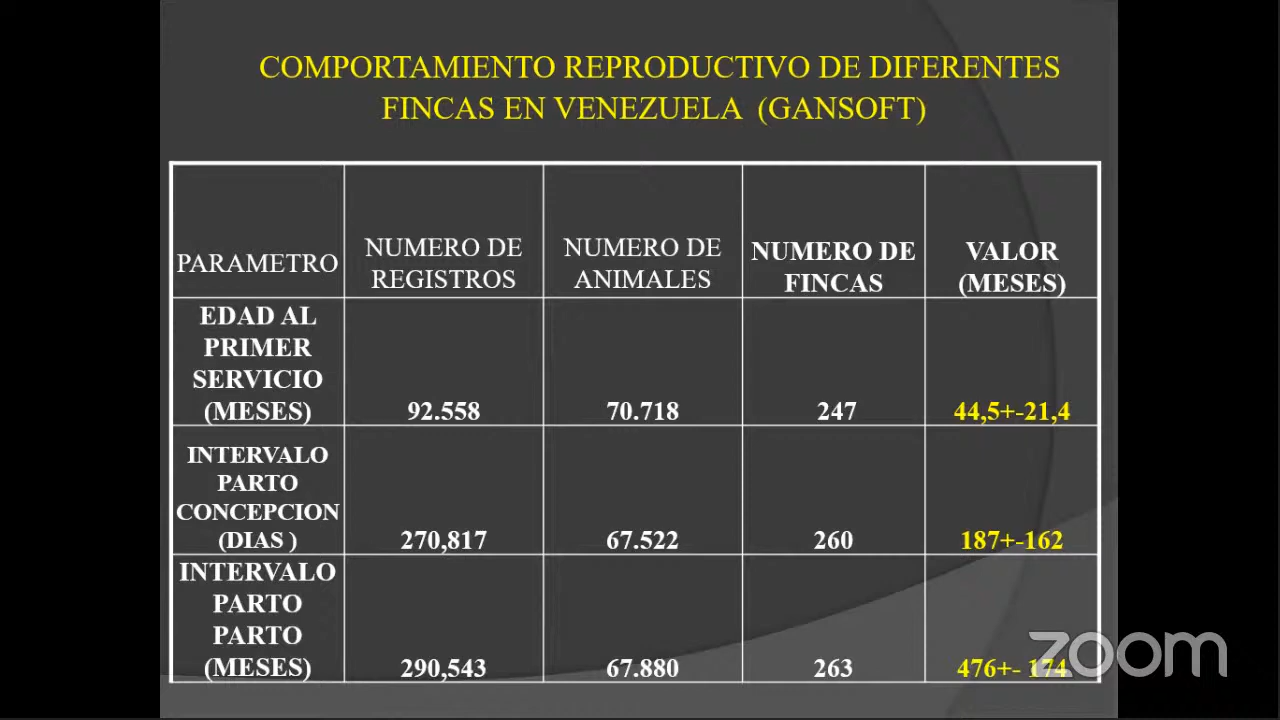 COMPORTAMIENTO REPRODUCTIVO DE DIFERENTES
FINCAS EN VENEZUELA (GANSOFT)
PARAMETRO
NUMERO DE
REGISTROS
NUMERO DE
ANIMALES
NUMERO DE
FINCAS
VALOR
(MESES)
EDAD AL
PRIMER
SERVICIO
(MESES)
92.558
70.718
247
44,5+-21,4
INTERVALO
PARTO
CONCEPCION
(DIAS )
270,817
67.522
260
187+-162
INTERVALO
PARTO
PARTO
(MESES)
290,543
67.880
263
476+- 174
zoom